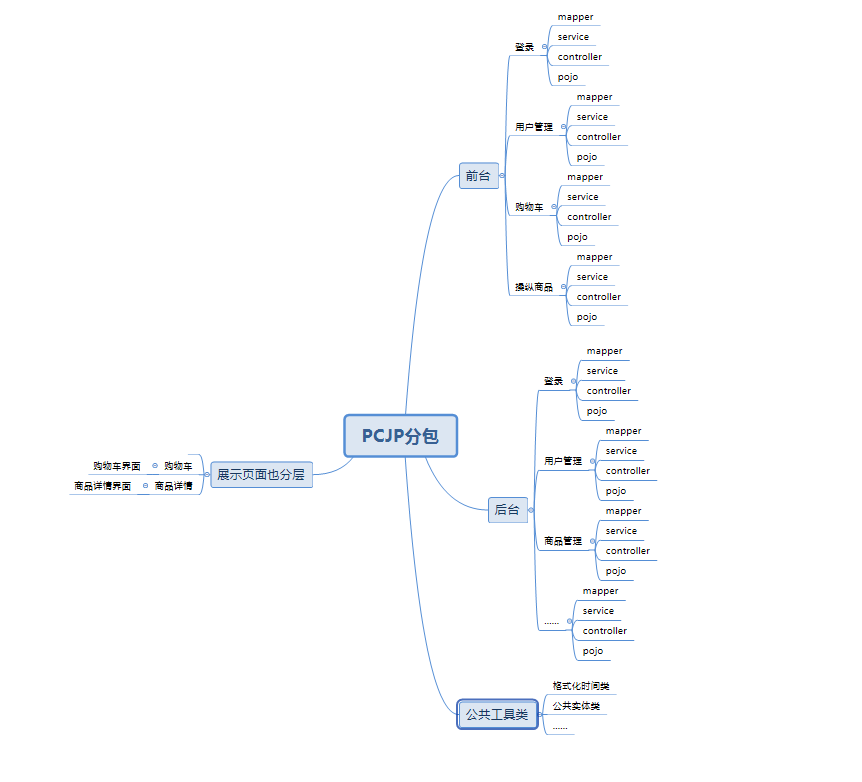 PCJP分包
前台
登录
mapper
service
controller
pojo
用户管理
mapper
service
controller
pojo
购物车
mapper
service
controller
pojo
操纵商品
mapper
service
controller
pojo
后台
登录
mapper
service
controller
pojo
用户管理
mapper
service
controller
pojo
商品管理
mapper
service
controller
pojo
......
mapper
service
controller
pojo
公共工具类
格式化时间类
公共实体类
......
展示页面也分层
购物车
购物车界面
商品详情
商品详情界面